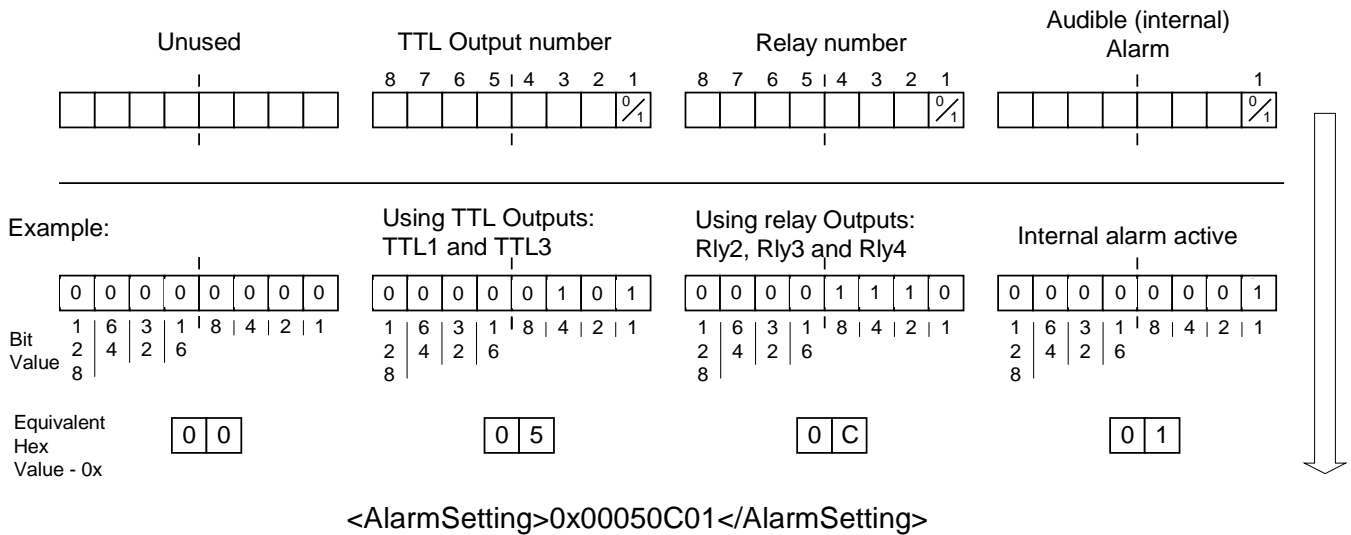 Unused
TTL Output number
Relay number
Audible (internal)
Alarm
8 7 6 5 4 3 2 1
8 7 6 5 4 3 2 1
1
0/1
0/1
0/1
Example:
Using TTL Outputs:
TTL1 and TTL3
Using relay Outputs:
Rly2, Rly3 and Rly4
Internal alarm active
0 0 0 0 0 0 0 0
0 0 0 0 0 1 0 1
0 0 0 0 1 1 1 0
0 0 0 0 0 0 0 1
Bit
Value
128 64 32 16 8 4 2 1
128 64 32 16 8 4 2 1
128 64 32 16 8 4 2 1
128 64 32 16 8 4 2 1
Equivalent
Hex
Value - 0x
0 0
0 5
0 C
0 1
<AlarmSetting>0x00050C01</AlarmSetting>